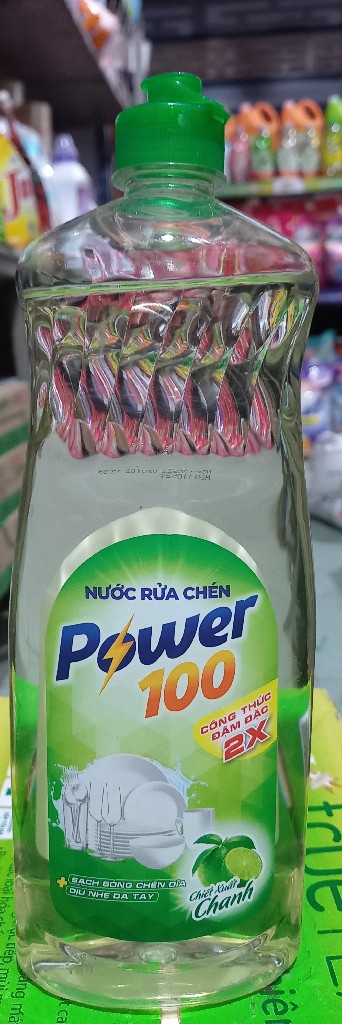 NƯỚC RỬA CHÉN
Power
100
CÔNG THỨC
ĐẬM ĐẶC
2X
+ SẠCH BÓNG CHÉN DĨA
DỊU NHẸ DA TAY
Chiết Xuất
Chanh